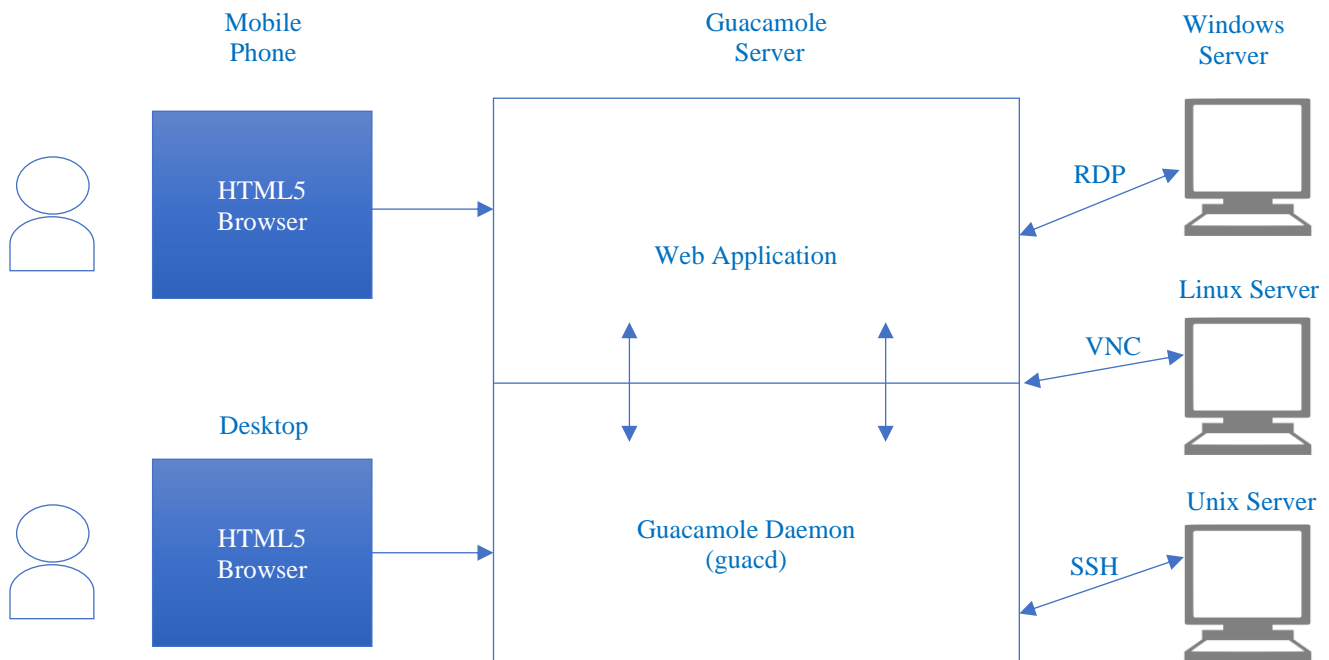 Mobile
Phone
Guacamole
Server
Windows
Server
HTML5
Browser
RDP
Web Application
Linux Server
VNC
Desktop
Unix Server
HTML5
Browser
Guacamole Daemon
(guacd)
SSH